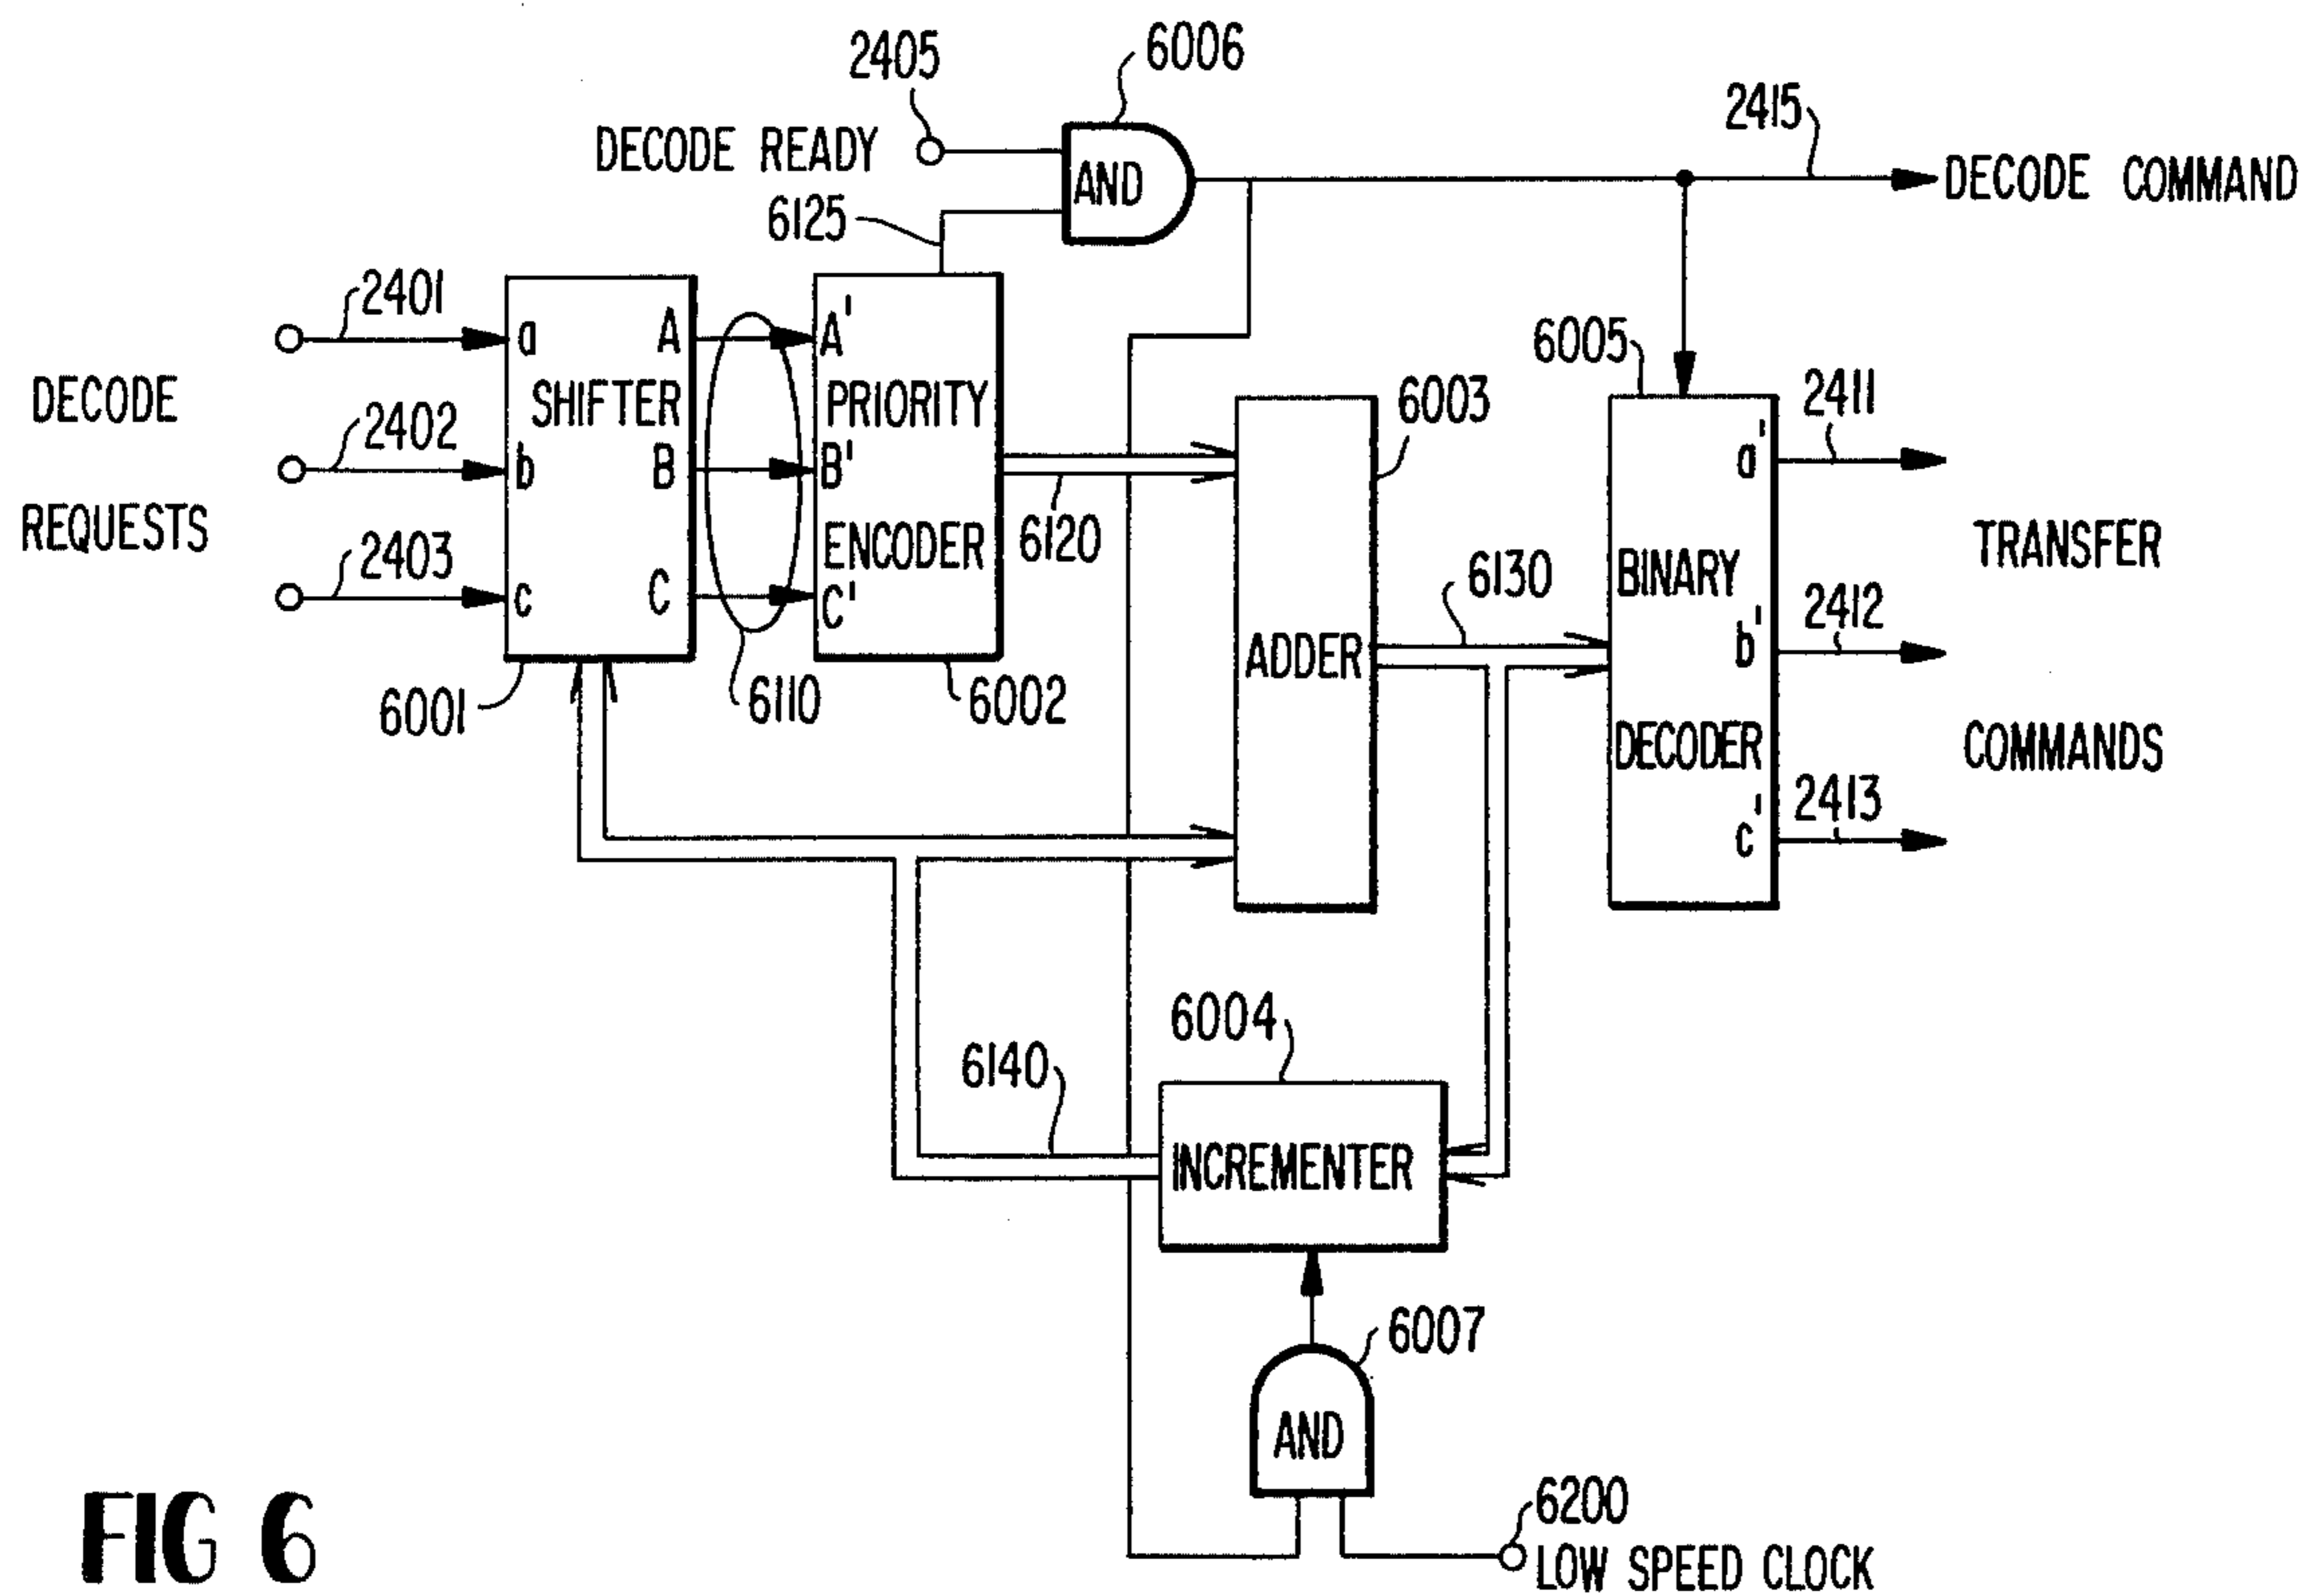 2405
6006
DECODE READY
AND
2415
DECODE COMMAND
6125
2401
a
A
A'
SHIFTER
PRIORITY
DECODE
2402
b
B
B'
REQUESTS
ENCODER
2403
c
C
C'
6001
6110
6002
6120
6003
ADDER
6130
6005
2411
a'
BINARY
TRANSFER
2412
b'
DECODER
COMMANDS
2413
c'
6004
6140
INCREMENTER
6007
AND
6200
LOW SPEED CLOCK
FIG 6